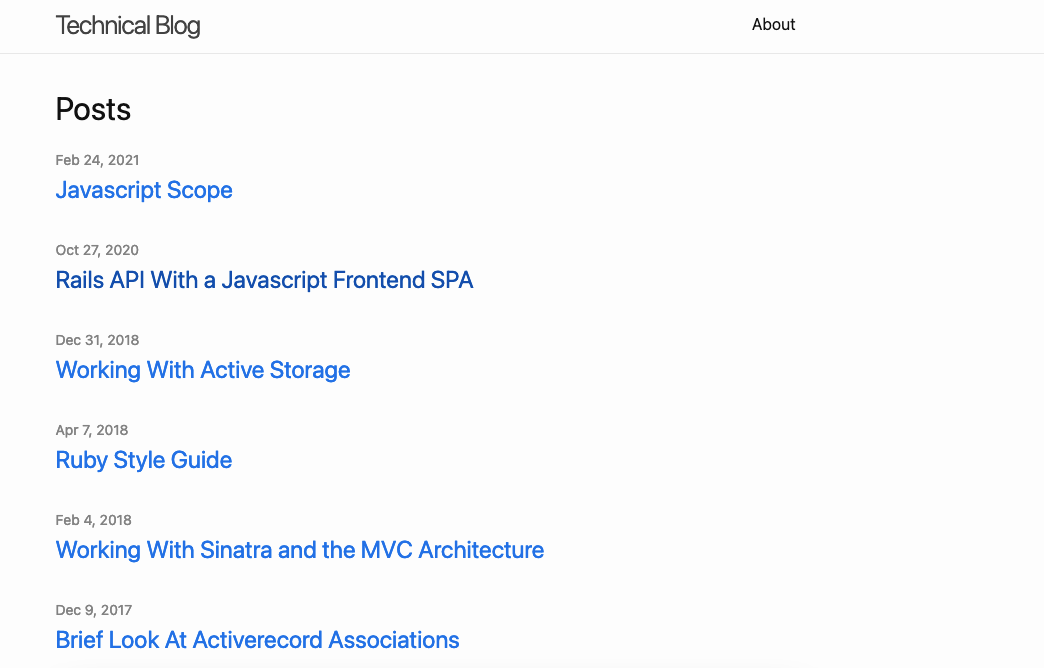 Technical Blog
About
Posts
Feb 24, 2021
Javascript Scope
Oct 27, 2020
Rails API With a Javascript Frontend SPA
Dec 31, 2018
Working With Active Storage
Apr 7, 2018
Ruby Style Guide
Feb 4, 2018
Working With Sinatra and the MVC Architecture
Dec 9, 2017
Brief Look At Activerecord Associations